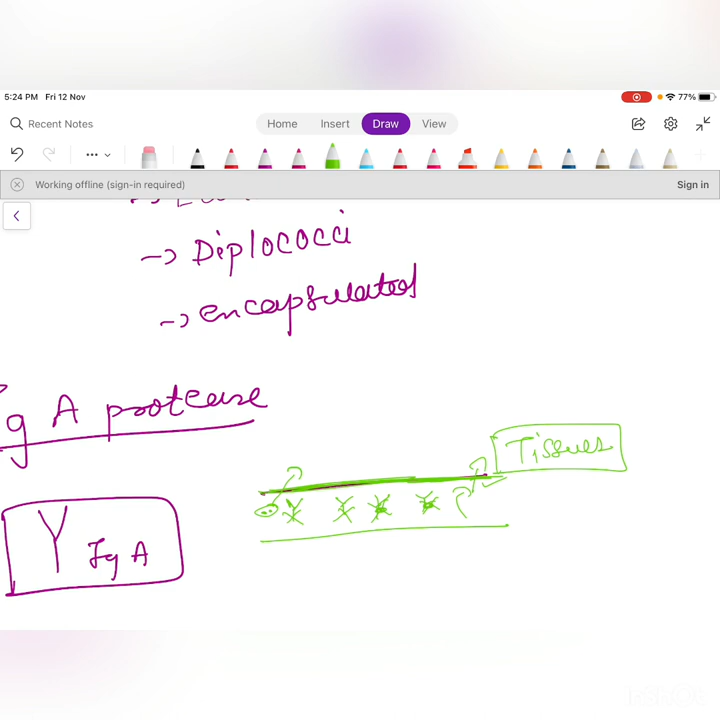 5:24 PM Fri 12 Nov
77%
Recent Notes
Home Insert Draw View
Working offline (sign-in required)
Sign in
-> Diplococci
-> encapsulated
g A protease
Tissues
Y Ig A